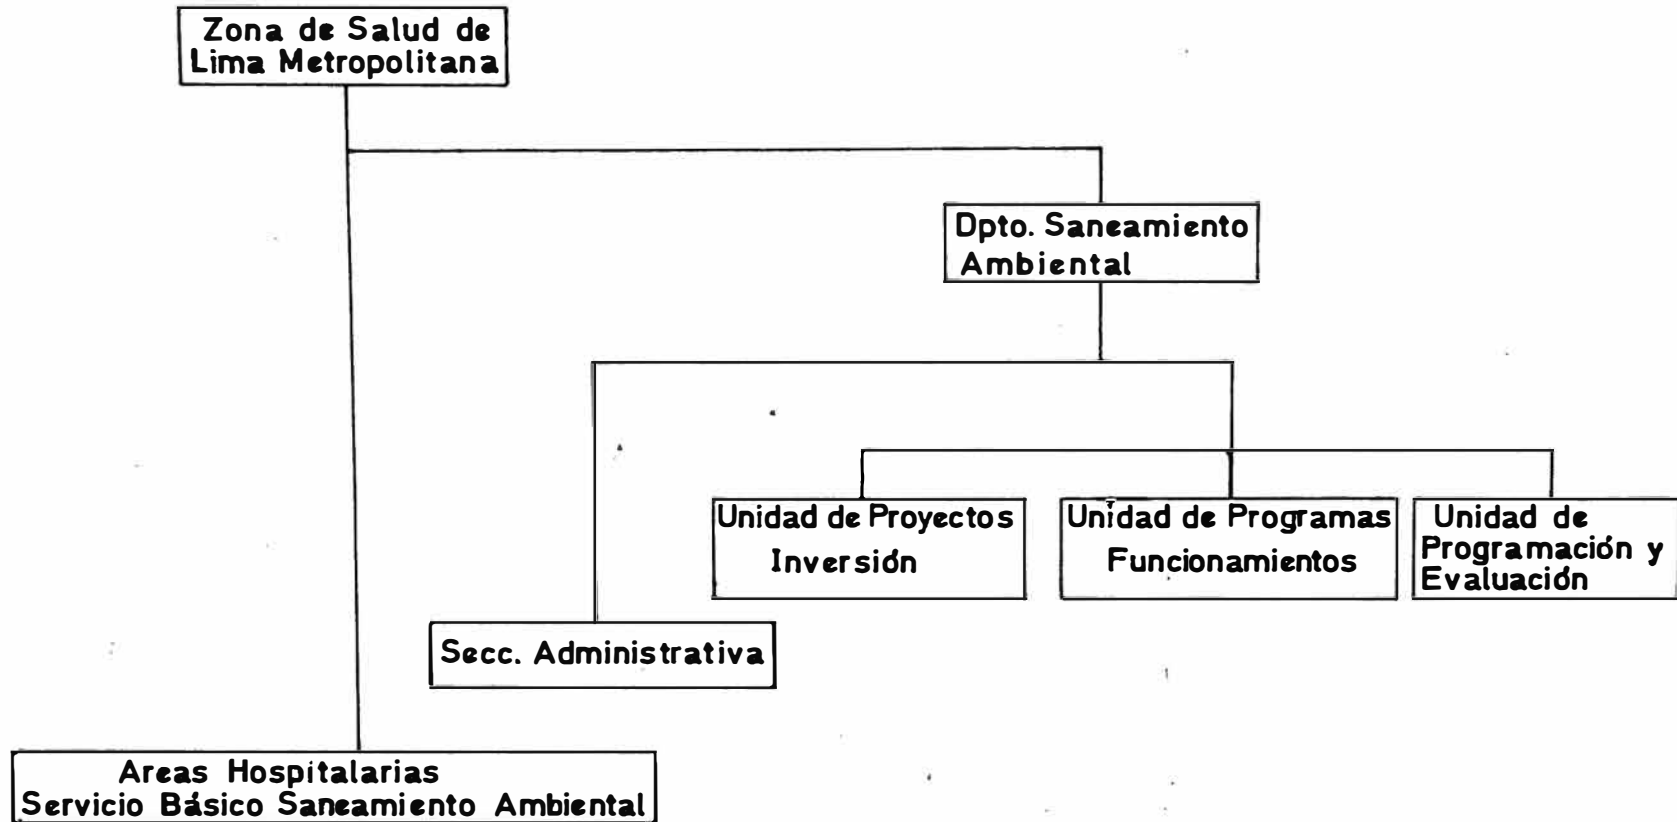 Zona de Salud de
Lima Metropolitana
Dpto. Saneamiento
Ambiental
Unidad de Proyectos
Inversión
Unidad de Programas
Funcionamientos
Unidad de
Programación y
Evaluación
Secc. Administrativa
Areas Hospitalarias
Servicio Básico Saneamiento Ambiental